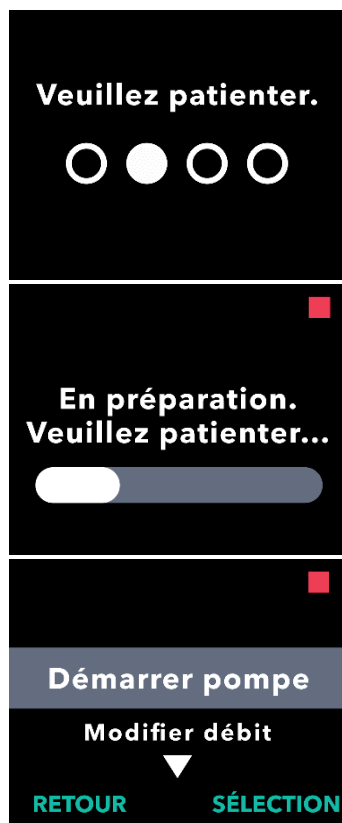 Veuillez patienter.
En préparation.
Veuillez patienter...
Démarrer pompe
Modifier débit
RETOUR SÉLECTION